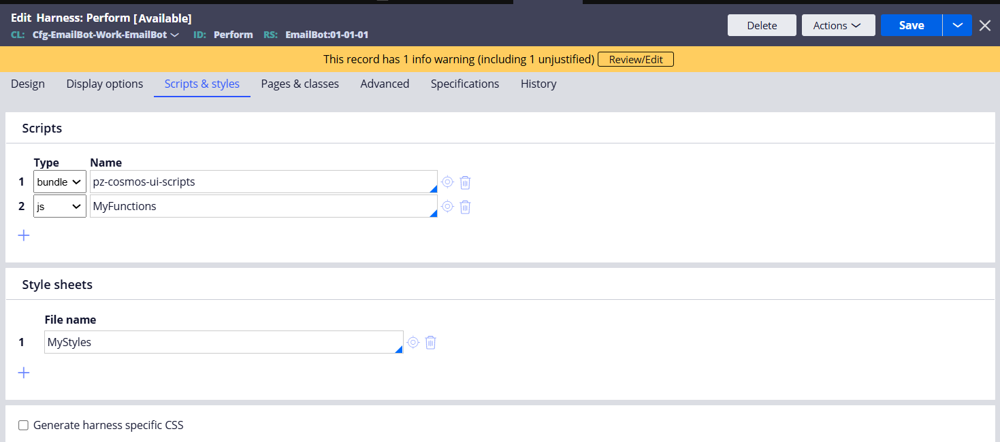 Edit Harness: Perform [Available]
CL: Cfg-EmailBot-Work-EmailBot ID: Perform RS: EmailBot:01-01-01
Delete
Actions
Save
This record has 1 info warning (including 1 unjustified) Review/Edit
Design Display options Scripts & styles Pages & classes Advanced Specifications History
Scripts
Type Name
1 bundle pz-cosmos-ui-scripts
2 js MyFunctions
Style sheets
File name
1 MyStyles
Generate harness specific CSS